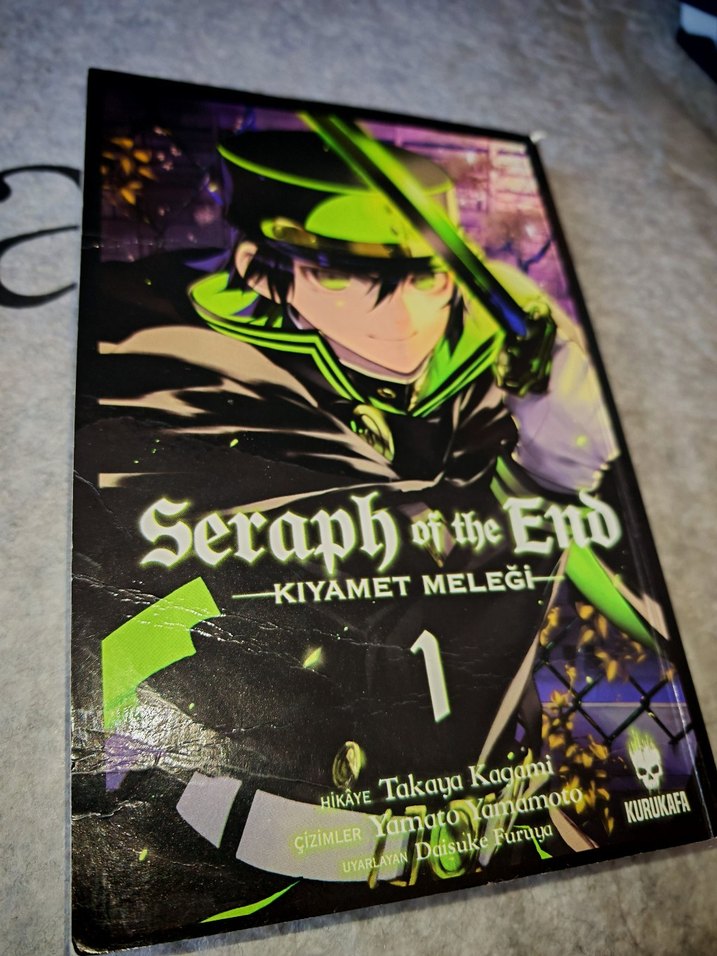 a
Seraph of the End
KIYAMET MELEĞİ
1
HİKÂYE Takaya Kagami
ÇİZİMLER Yamato Yamamoto
UYARLAYAN Daisuke Furuya
KURUKAFA